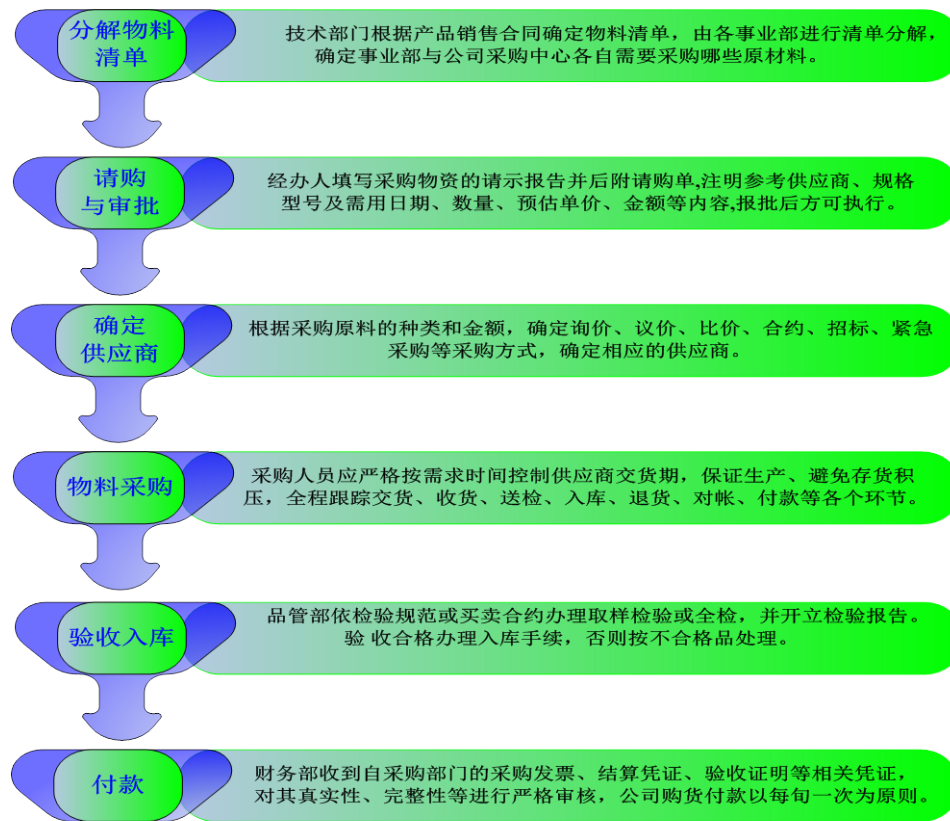 分解物料
清单
技术部门根据产品销售合同确定物料清单，由各事业部进行清单分解，
确定事业部与公司采购中心各自需要采购哪些原材料。
请购
与审批
经办人填写采购物资的请示报告并后附请购单,注明参考供应商、规格
型号及需用日期、数量、预估单价、金额等内容,报批后方可执行。
确定
供应商
根据采购原料的种类和金额，确定询价、议价、比价、合约、招标、紧急
采购等采购方式，确定相应的供应商。
物料采购
采购人员应严格按需求时间控制供应商交货期，保证生产、避免存货积
压，全程跟踪交货、收货、送检、入库、退货、对帐、付款等各个环节。
验收入库
品管部依检验规范或买卖合约办理取样检验或全检，并开立检验报告。
验 收合格办理入库手续，否则按不合格品处理。
付款
财务部收到自采购部门的采购发票、结算凭证、验收证明等相关凭证，
对其真实性、完整性等进行严格审核，公司购货付款以每旬一次为原则。